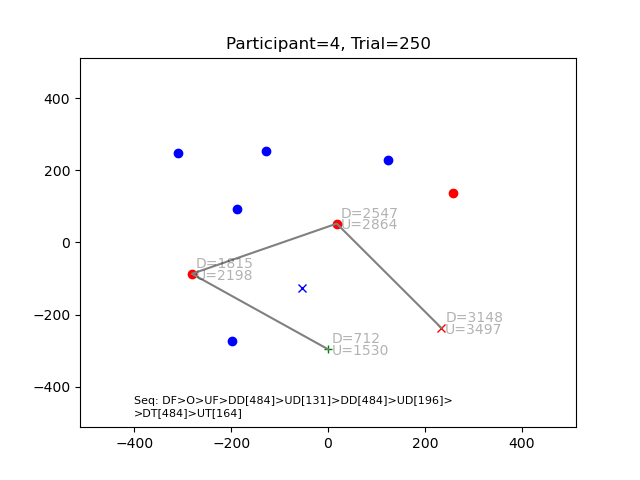 Participant=4, Trial=250
400
200
0
−200
−400
D=2547
U=2864
D=1815
U=2198
D=3148
U=3497
D=712
U=1530
Seq: DF>O>UF>DD[484]>UD[131]>DD[484]>UD[196]>
>DT[484]>UT[164]
−400 −200 0 200 400